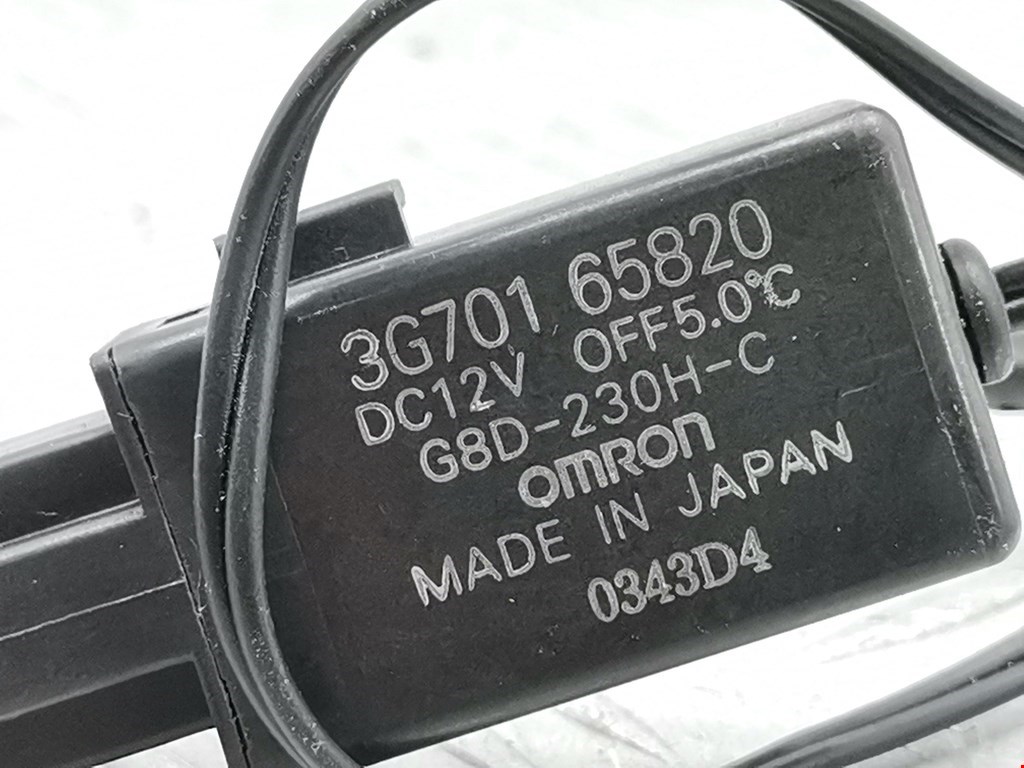 3G701 65820
DC12V OFF5.0℃
G8D-230H-C
omron
MADE IN JAPAN
0343D4